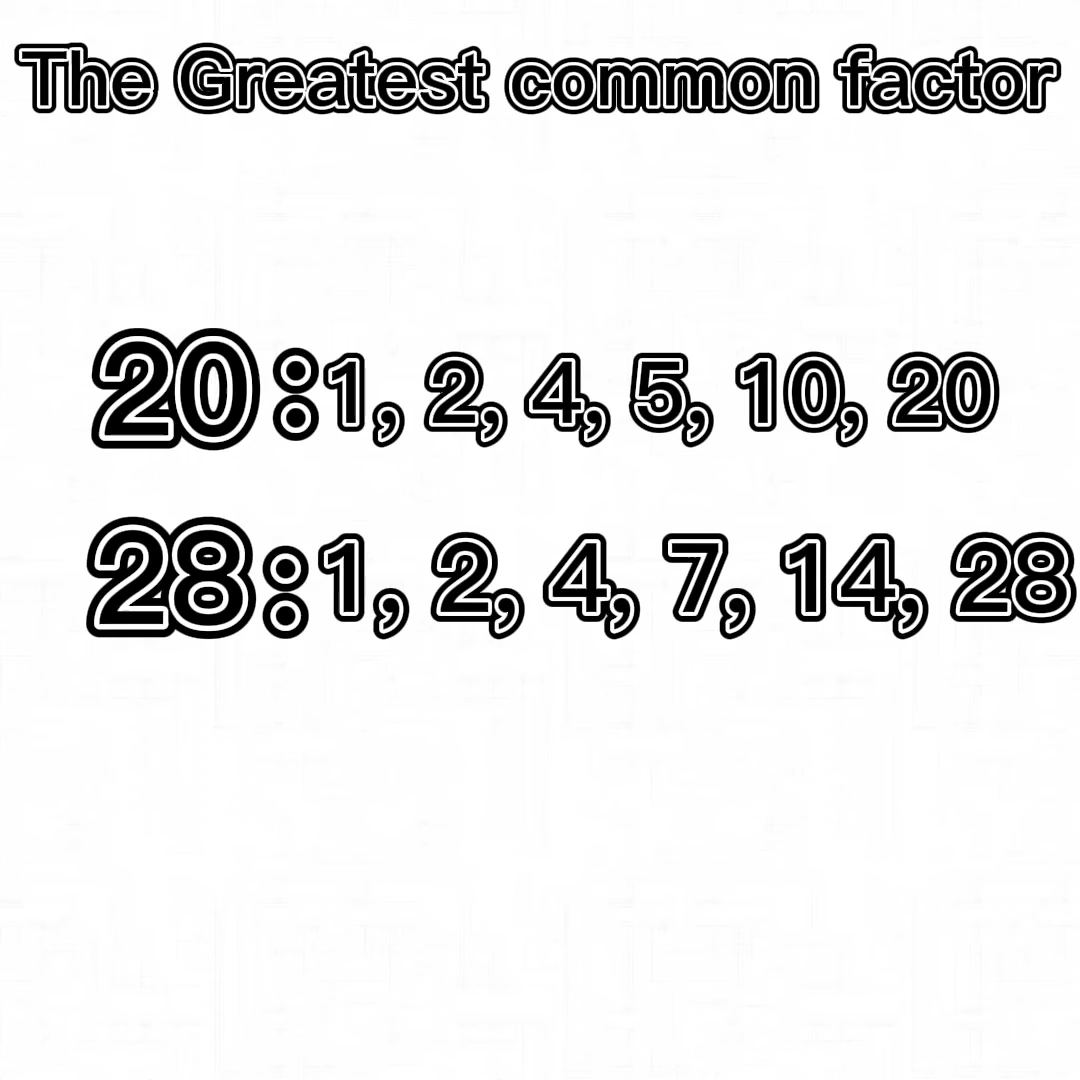 The Greatest common factor
20:1, 2, 4, 5, 10, 20
28:1, 2, 4, 7, 14, 28